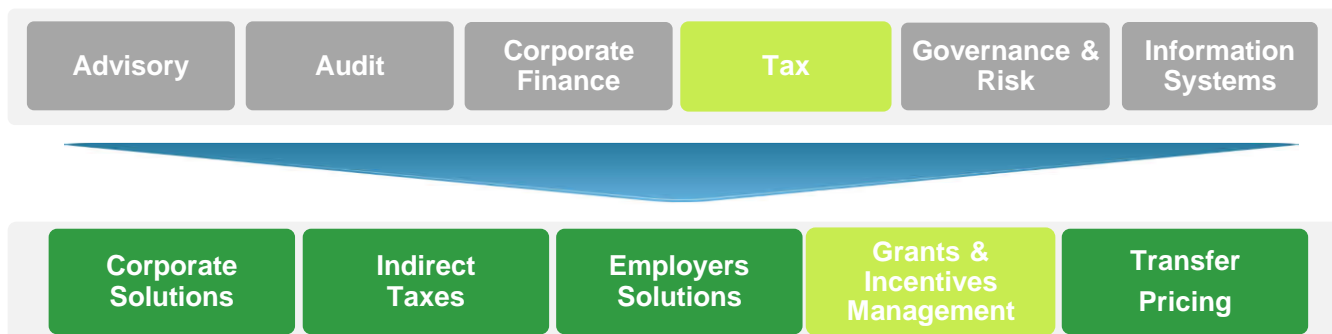 Advisory
Audit
Corporate
Finance
Tax
Governance &
Risk
Information
Systems
Corporate
Solutions
Indirect
Taxes
Employers
Solutions
Grants &
Incentives
Management
Transfer
Pricing